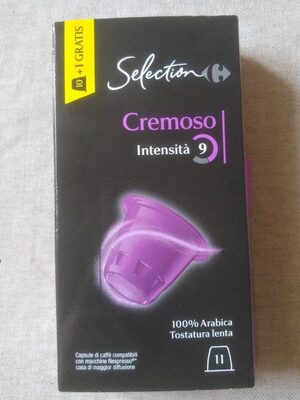 10 +1 GRATIS
Selection
Cremoso
Intensità 9
100% Arabica
Tostatura lenta
Capsule di caffè compatibili
con macchine Nespresso®*
casa di maggior diffusione
11